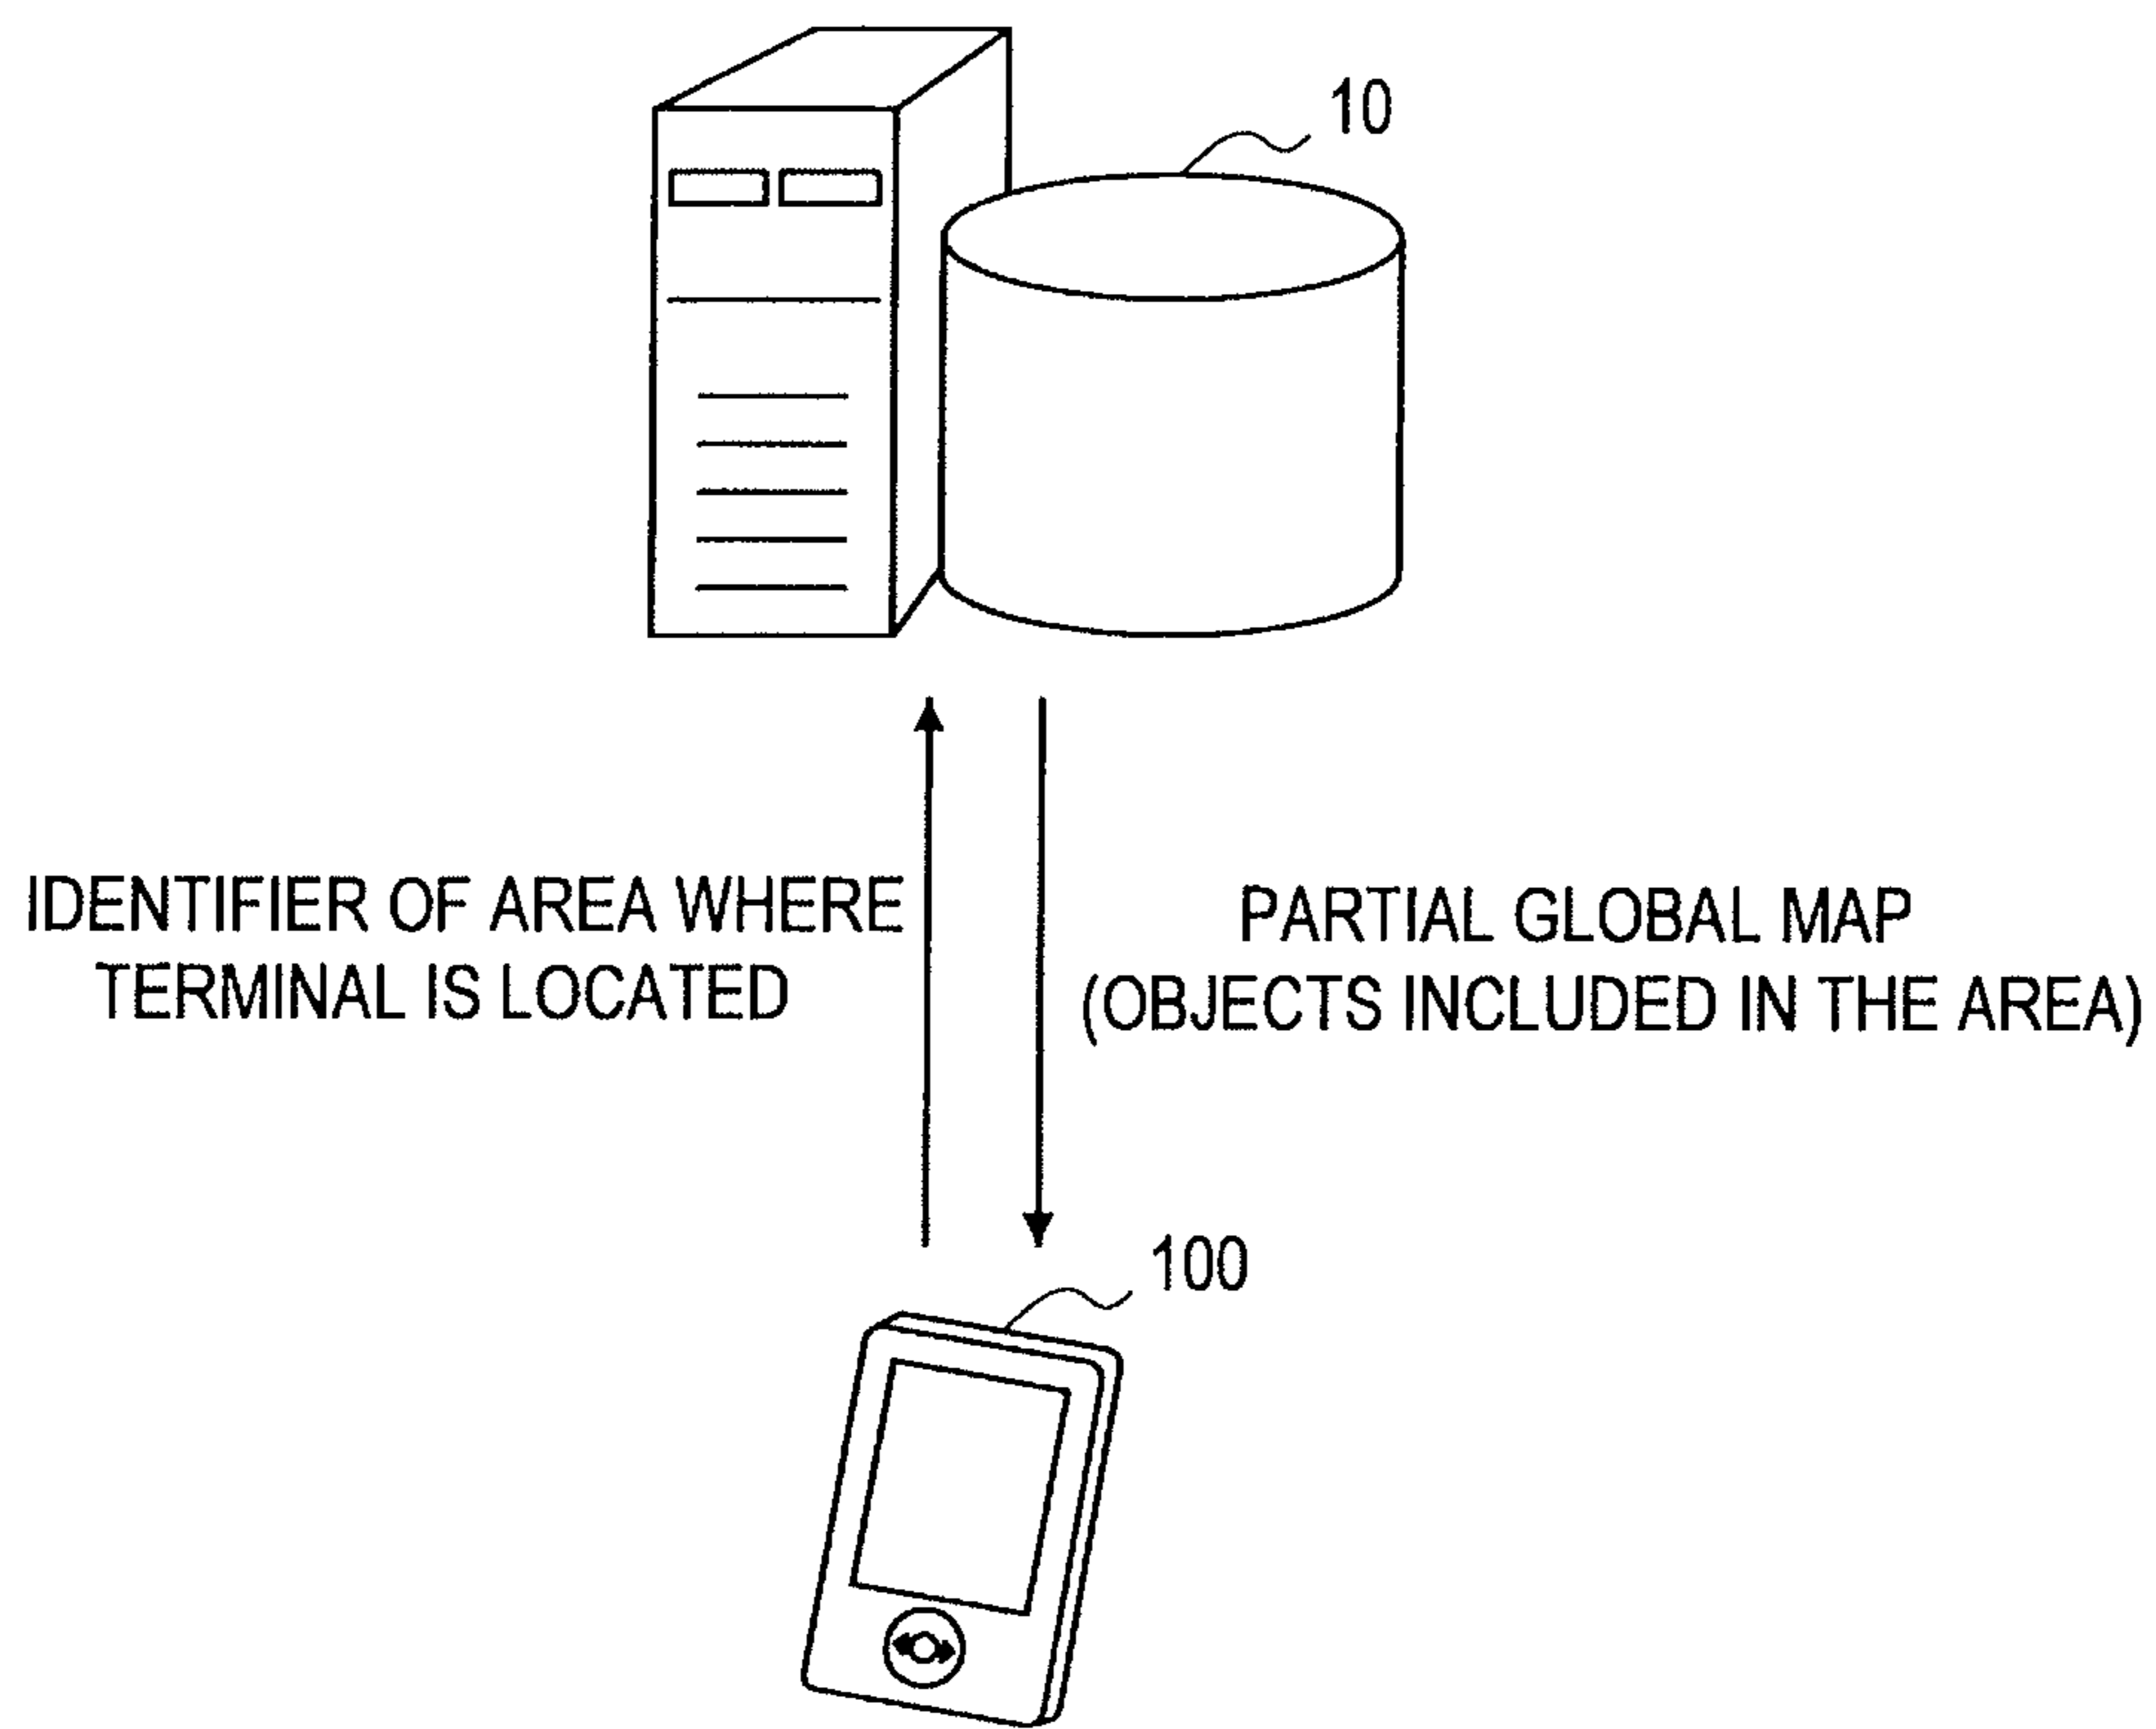 10
IDENTIFIER OF AREA WHERE
TERMINAL IS LOCATED
PARTIAL GLOBAL MAP
(OBJECTS INCLUDED IN THE AREA)
100